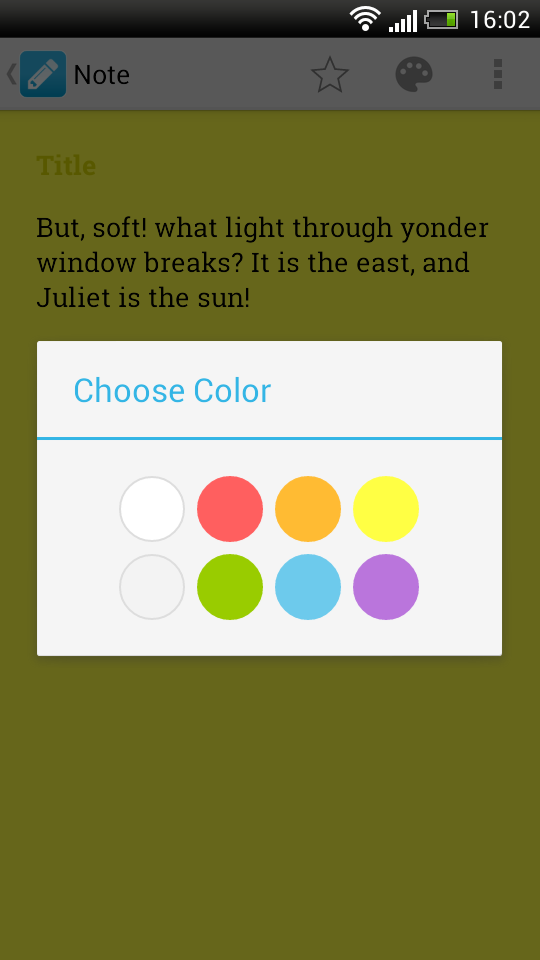 16:02
Note
Title
But, soft! what light through yonder
window breaks? It is the east, and
Juliet is the sun!
Choose Color